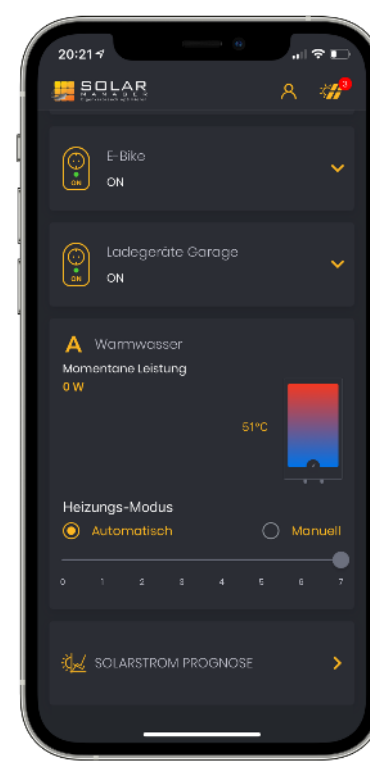 20:21
SOLAR
MANAGER
3
E-Bike
ON
ON
Ladegeräte Garage
ON
ON
A Warmwasser
Momentane Leistung
0 W
51°C
Heizungs-Modus
Automatisch Manuell
0 1 2 3 4 5 6 7
SOLARSTROM PROGNOSE